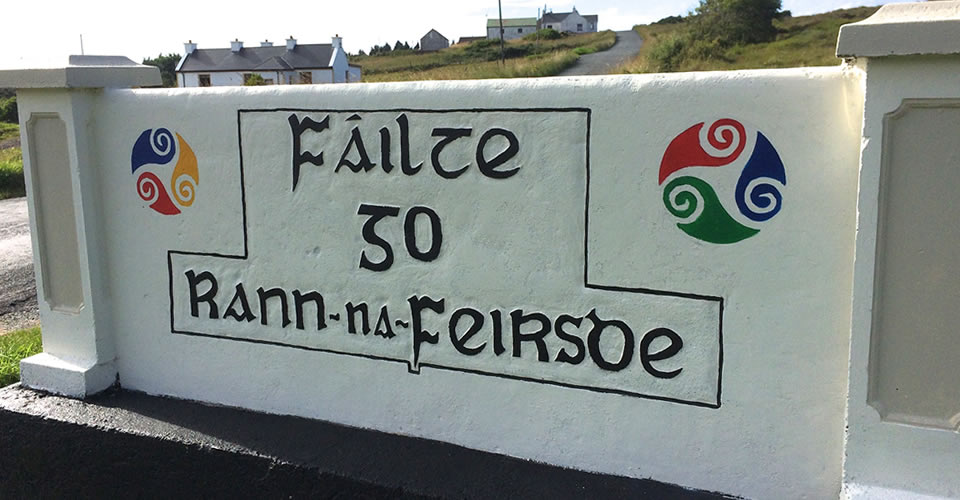 Fáilte
go
Rann-na-Feirsde